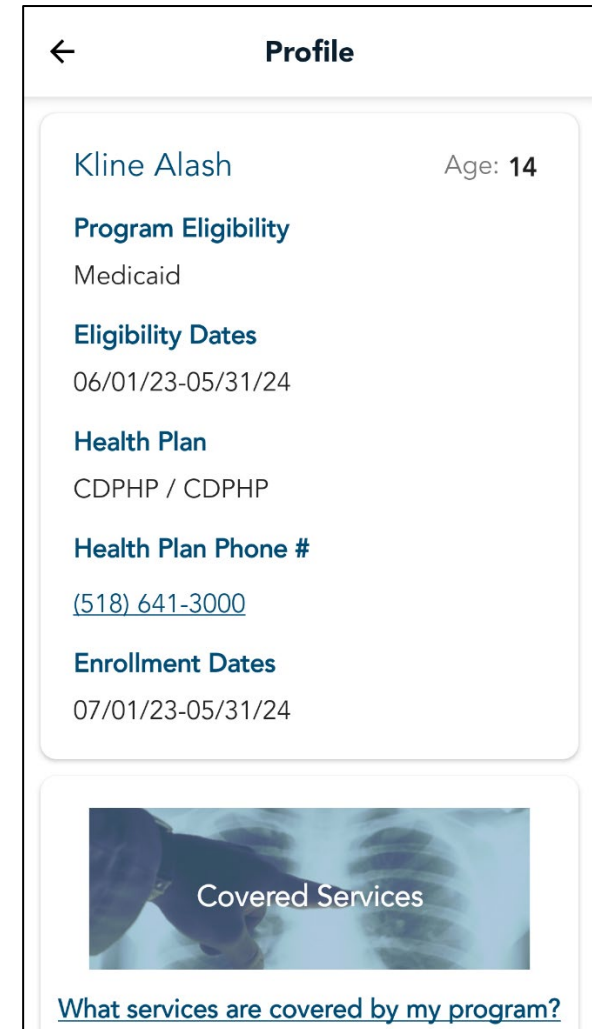 Profile
Kline Alash Age: 14
Program Eligibility
Medicaid
Eligibility Dates
06/01/23-05/31/24
Health Plan
CDPHP / CDPHP
Health Plan Phone #
(518) 641-3000
Enrollment Dates
07/01/23-05/31/24
Covered Services
What services are covered by my program?